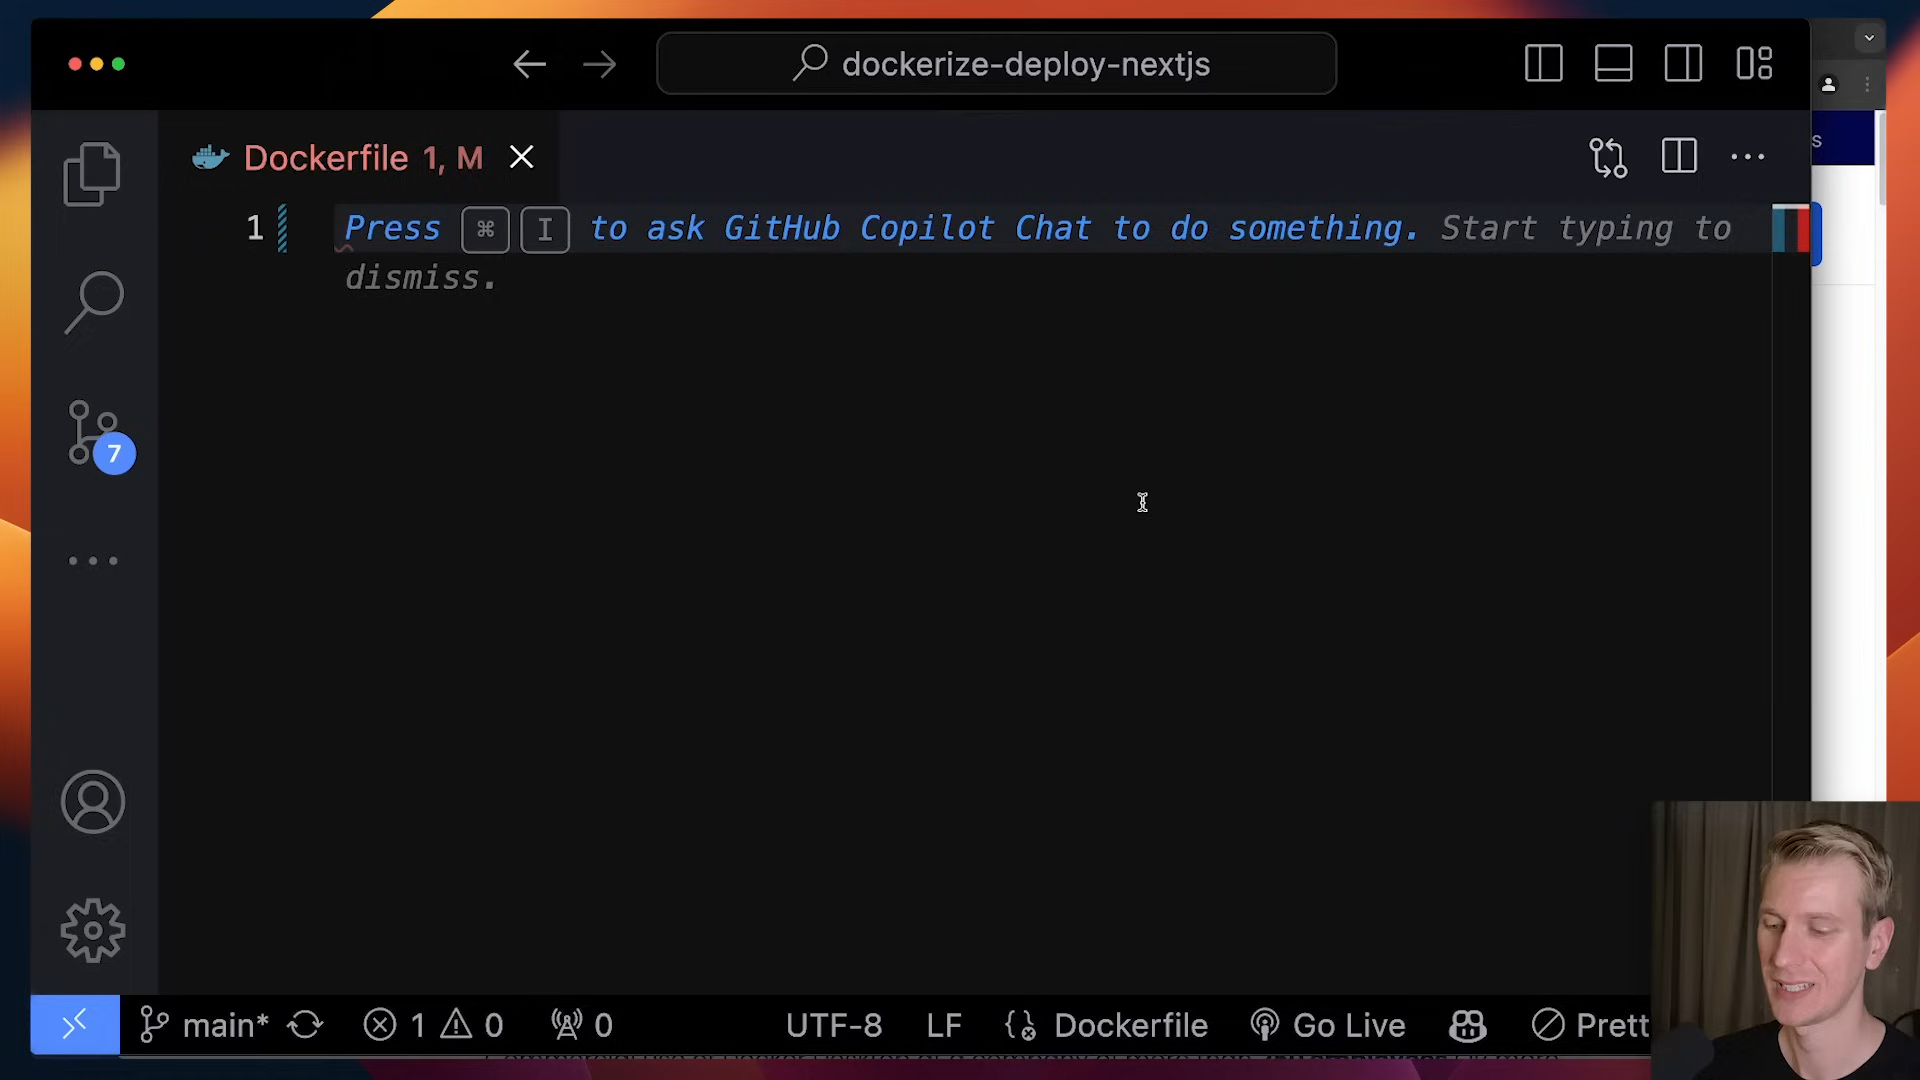 dockerize-deploy-nextjs
Dockerfile 1, M
s
1
Press ⌘ I to ask GitHub Copilot Chat to do something. Start typing to
dismiss.
7
main* 1 0 0 UTF-8 LF Dockerfile Go Live Prett